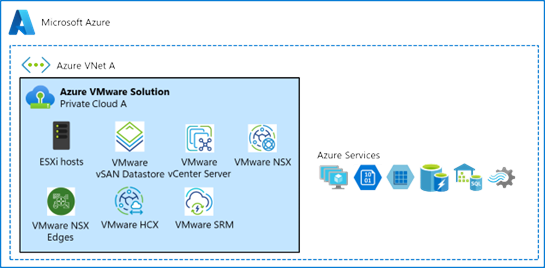 Microsoft Azure
Azure VNet A
Azure VMware Solution
Private Cloud A
ESXi hosts
VMware
vSAN Datastore
VMware
vCenter Server
VMware NSX
VMware NSX
Edges
VMware HCX
VMware SRM
Azure Services
10
01
SQL